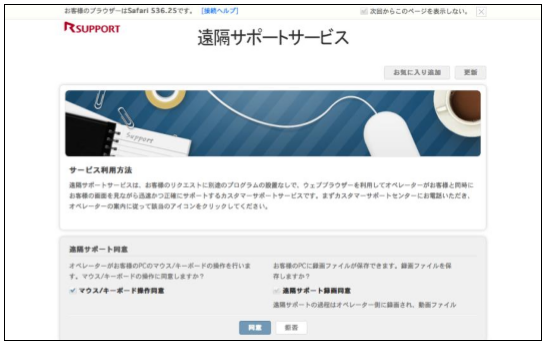 お客様のブラウザーはSafari 536.25です。 [接続ヘルプ] 次回からこのページを表示しない。
RSUPPORT
遠隔サポートサービス
お気に入り追加 更新
Support
サービス利用方法
遠隔サポートサービスは、お客様のリクエストに別途のプログラムの設置なしで、ウェブブラウザーを利用してオペレーターがお客様と同時に
お客様の画面を見ながら迅速かつ正確にサポートするカスタマーサポートサービスです。まずカスタマーサポートセンターにお電話いただき、
オペレーターの案内に従って該当のアイコンをクリックしてください。
遠隔サポート同意
オペレーターがお客様のPCのマウス/キーボードの操作を行いま
す。マウス/キーボードの操作に同意しますか？
マウス/キーボード操作同意
お客様のPCに録画ファイルが保存できます。録画ファイルを保
存しますか？
遠隔サポート録画同意
遠隔サポートの過程はオペレーター側に録画され、動画ファイル
同意 拒否